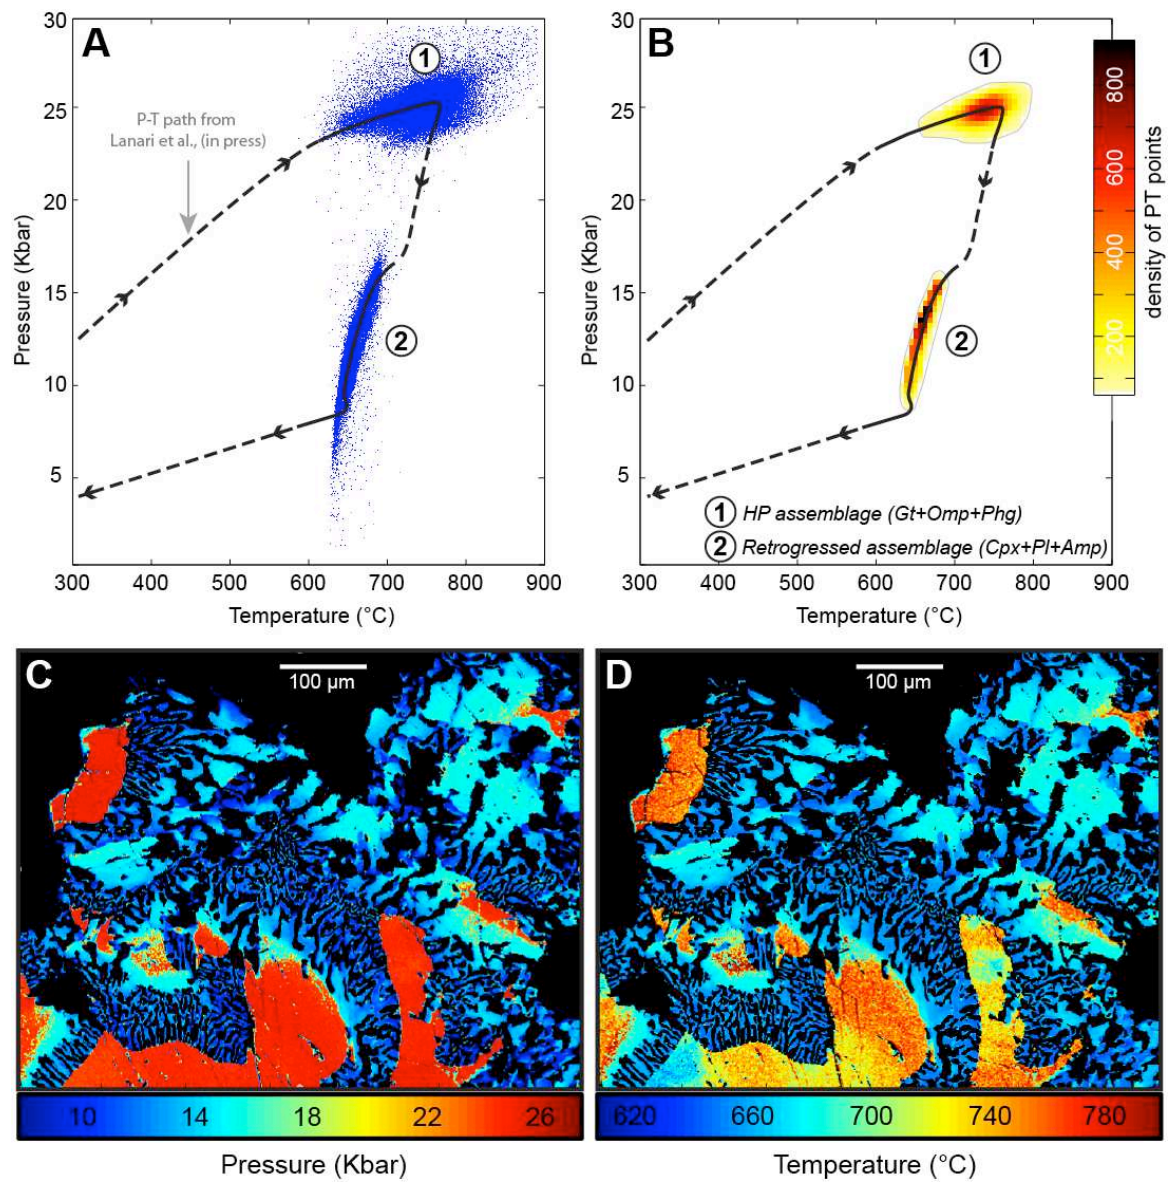 A
1
P-T path from
Lanari et al., (in press)
2
30
25
20
15
10
5
Pressure (Kbar)
300 400 500 600 700 800 900
Temperature (°C)
B
1
2
30
25
20
15
10
5
Pressure (Kbar)
300 400 500 600 700 800 900
Temperature (°C)
800
600
400
200
density of PT points
1 HP assemblage (Gt+Omp+Phg)
2 Retrogressed assemblage (Cpx+Pl+Amp)
C
100 µm
10 14 18 22 26
Pressure (Kbar)
D
100 µm
620 660 700 740 780
Temperature (°C)